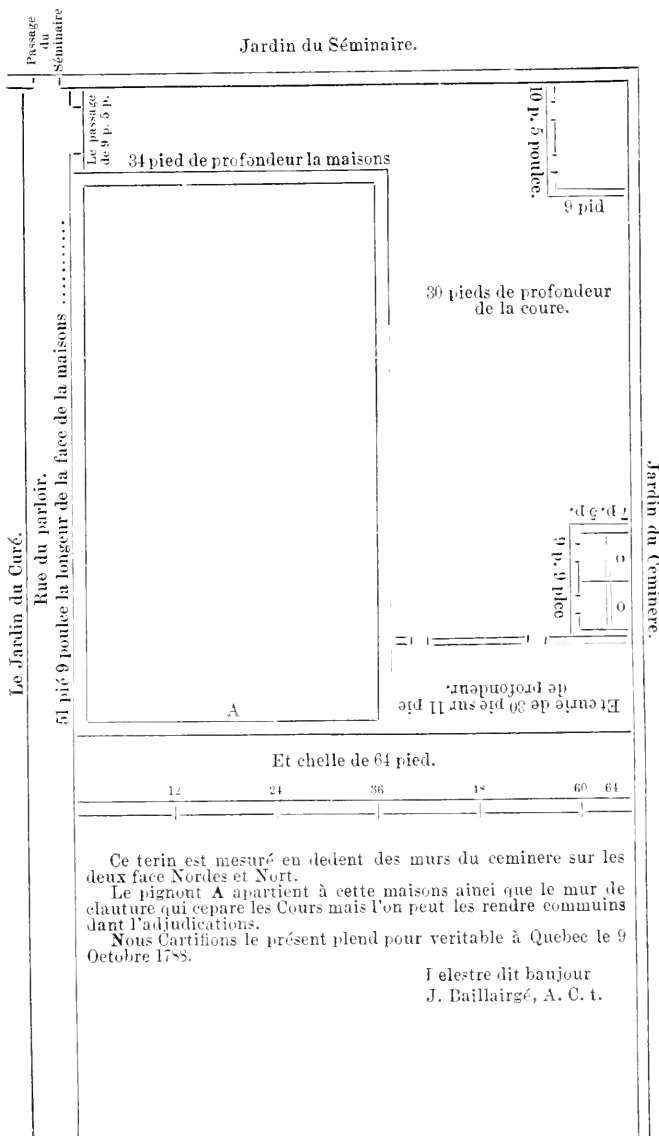 Passage
du
Séminaire
Jardin du Séminaire.
Le passage
de 9 p. 5 p.
34 pied de profondeur la maisons
10 p. 5 poulce.
9 pid
30 pieds de profondeur
de la coure.
Le Jardin du Curé.
Rue du parloir.
51 pié 9 poulce la longeur de la face de la maisons ..........
7 p. 5 p.
9 p. 9 plce
O
O
Jardin du Ceminere.
Et curie de 30 pie sur 11 pie
de profondeur.
A
Et chelle de 64 pied.
12 24 36 48 60 64
Ce terin est mesuré en dedent des murs du ceminere sur les
deux face Nordes et Nort.
Le pignont A apartient à cette maisons ainci que le mur de
clauture qui cepare les Cours mais l'on peut les rendre commuins
dant l'adjudications.
Nous Cartifions le présent plend pour veritable à Quebec le 9
Octobre 1788.
elestre dit baujour
J. Baillairgé, A. C. t.